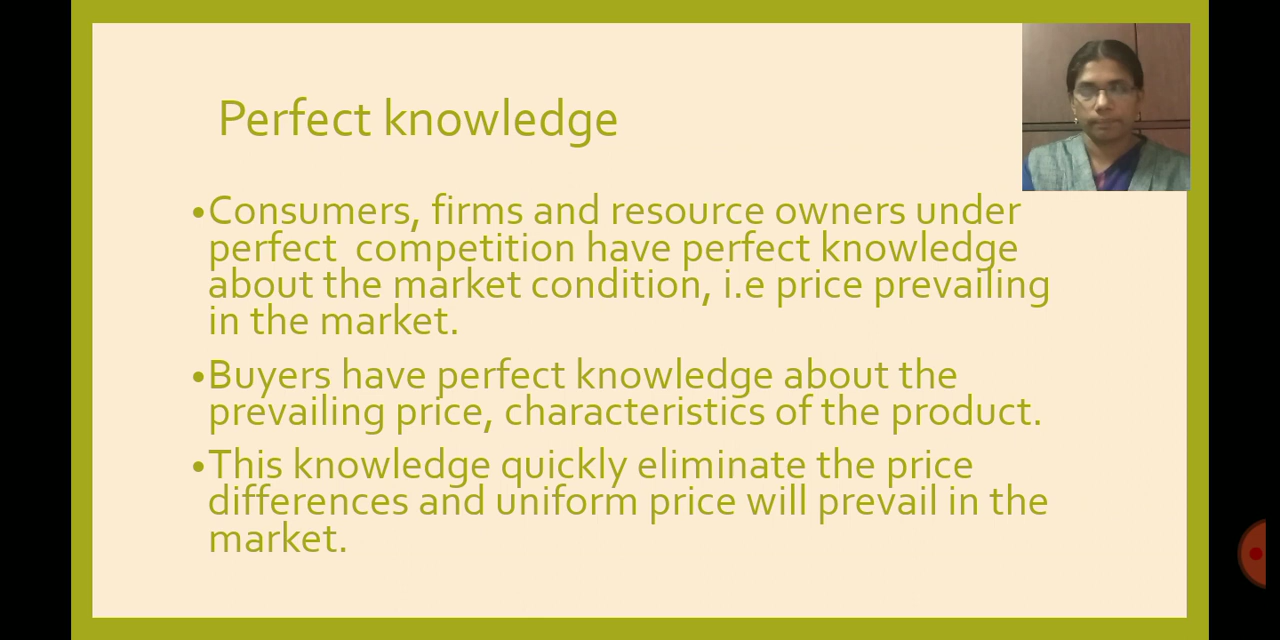 Perfect knowledge
•Consumers, firms and resource owners under
perfect  competition have perfect knowledge
about the market condition, i.e price prevailing
in the market.
•Buyers have perfect knowledge about the
prevailing price, characteristics of the product.
•This knowledge quickly eliminate the price
differences and uniform price will prevail in the
market.